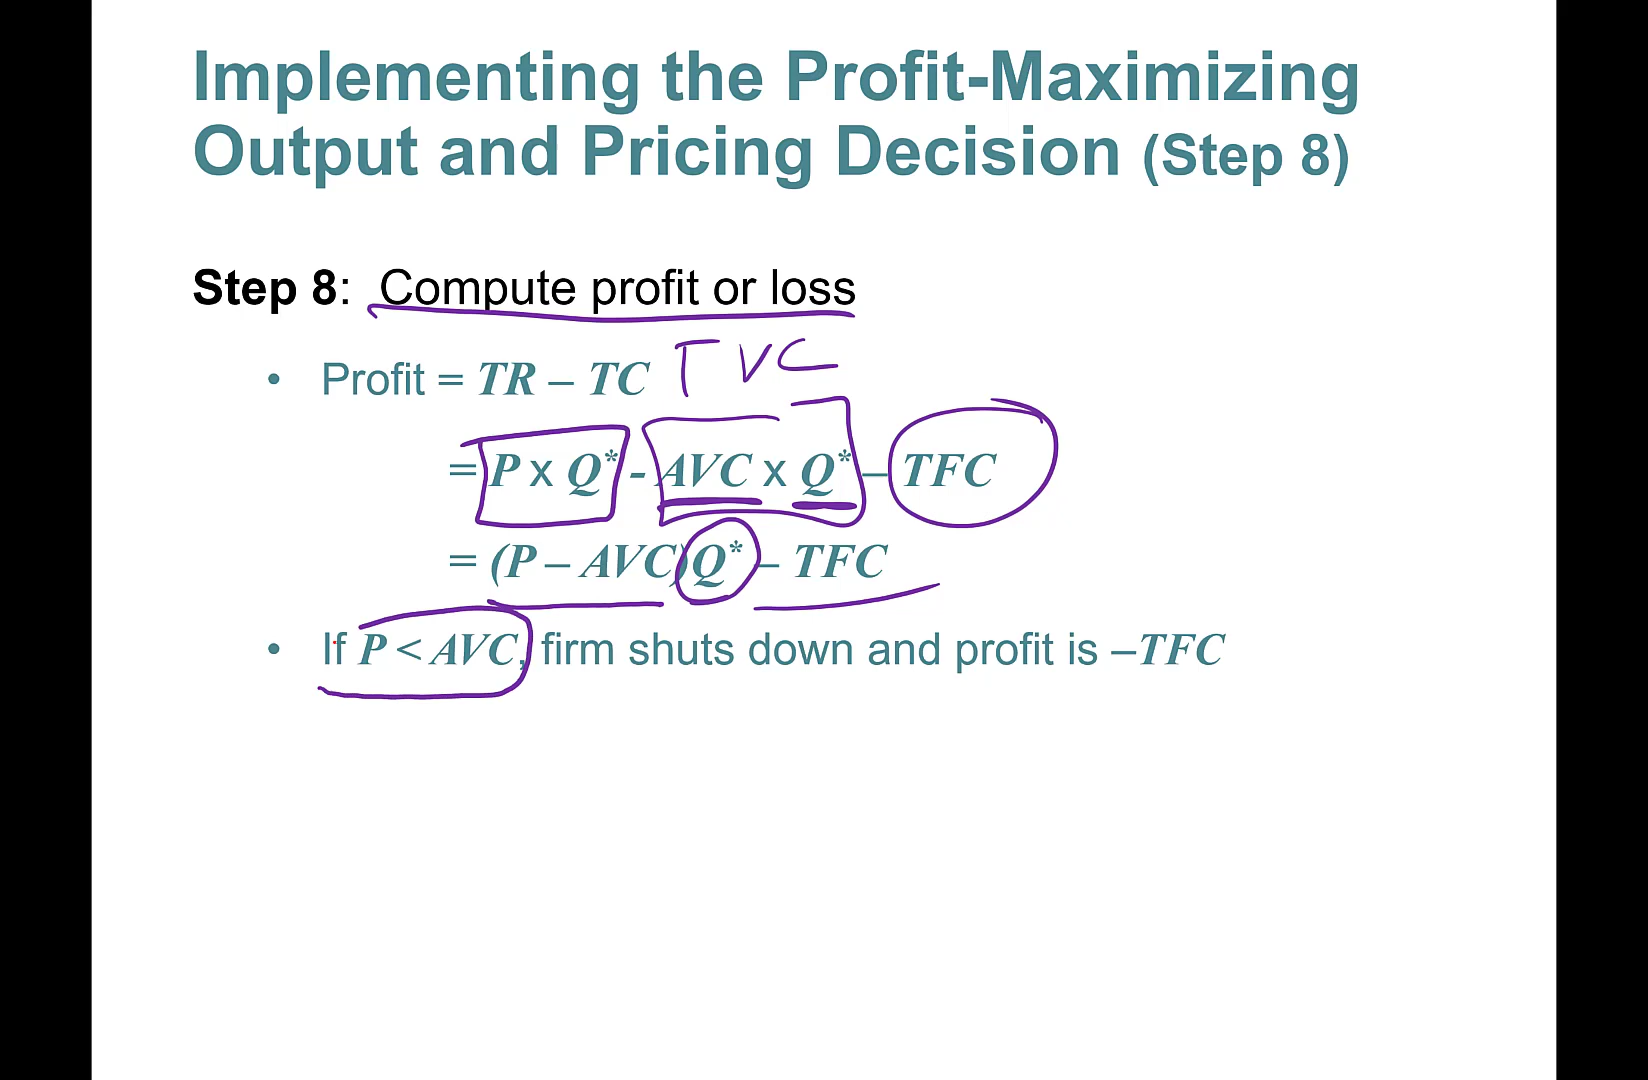 Implementing the Profit-Maximizing
Output and Pricing Decision (Step 8)
Step 8: Compute profit or loss
• Profit = TR – TC TVC
= P x Q* - AVC x Q* – TFC
= (P – AVC)Q* – TFC
• If P < AVC, firm shuts down and profit is –TFC